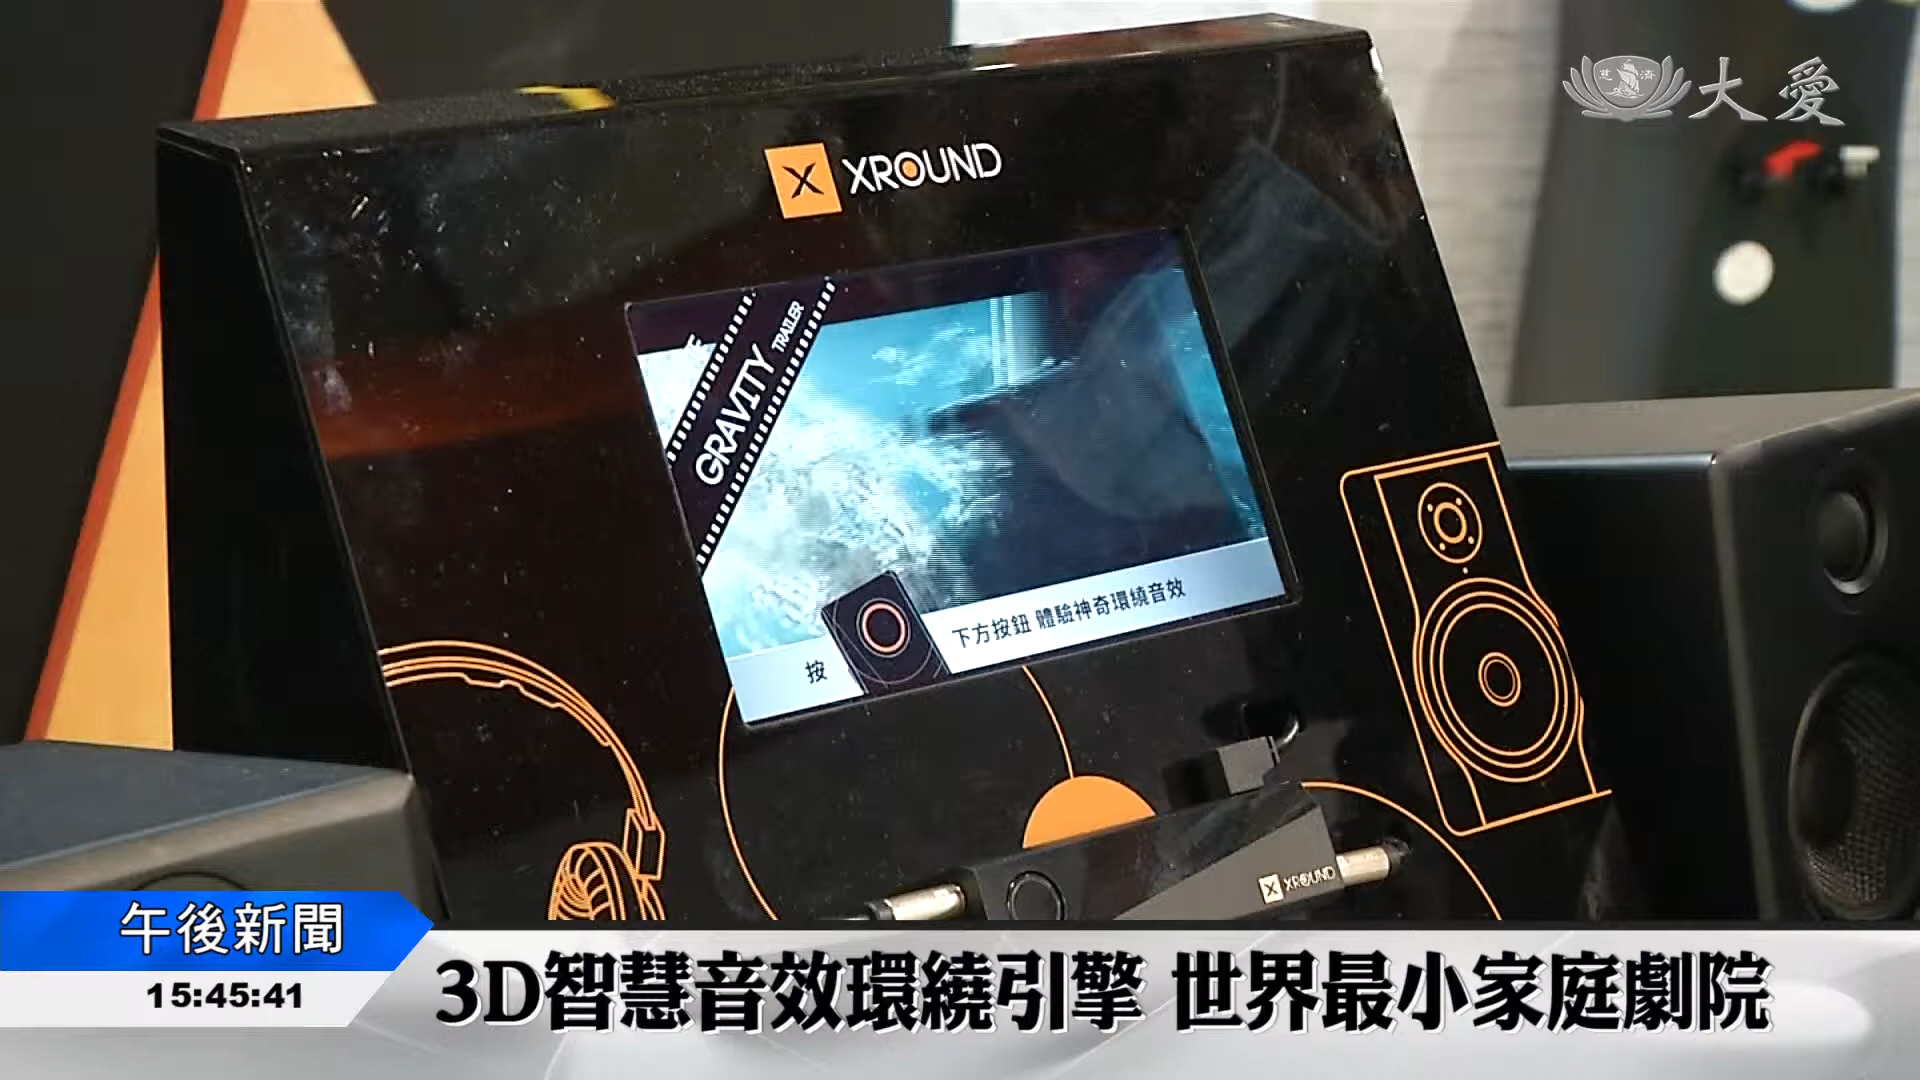 慈濟 大愛
XROUND
GRAVITY TRAILER
按 下方按鈕 體驗神奇環繞音效
XROUND
午後新聞
15:45:41
3D智慧音效環繞引擎 世界最小家庭劇院